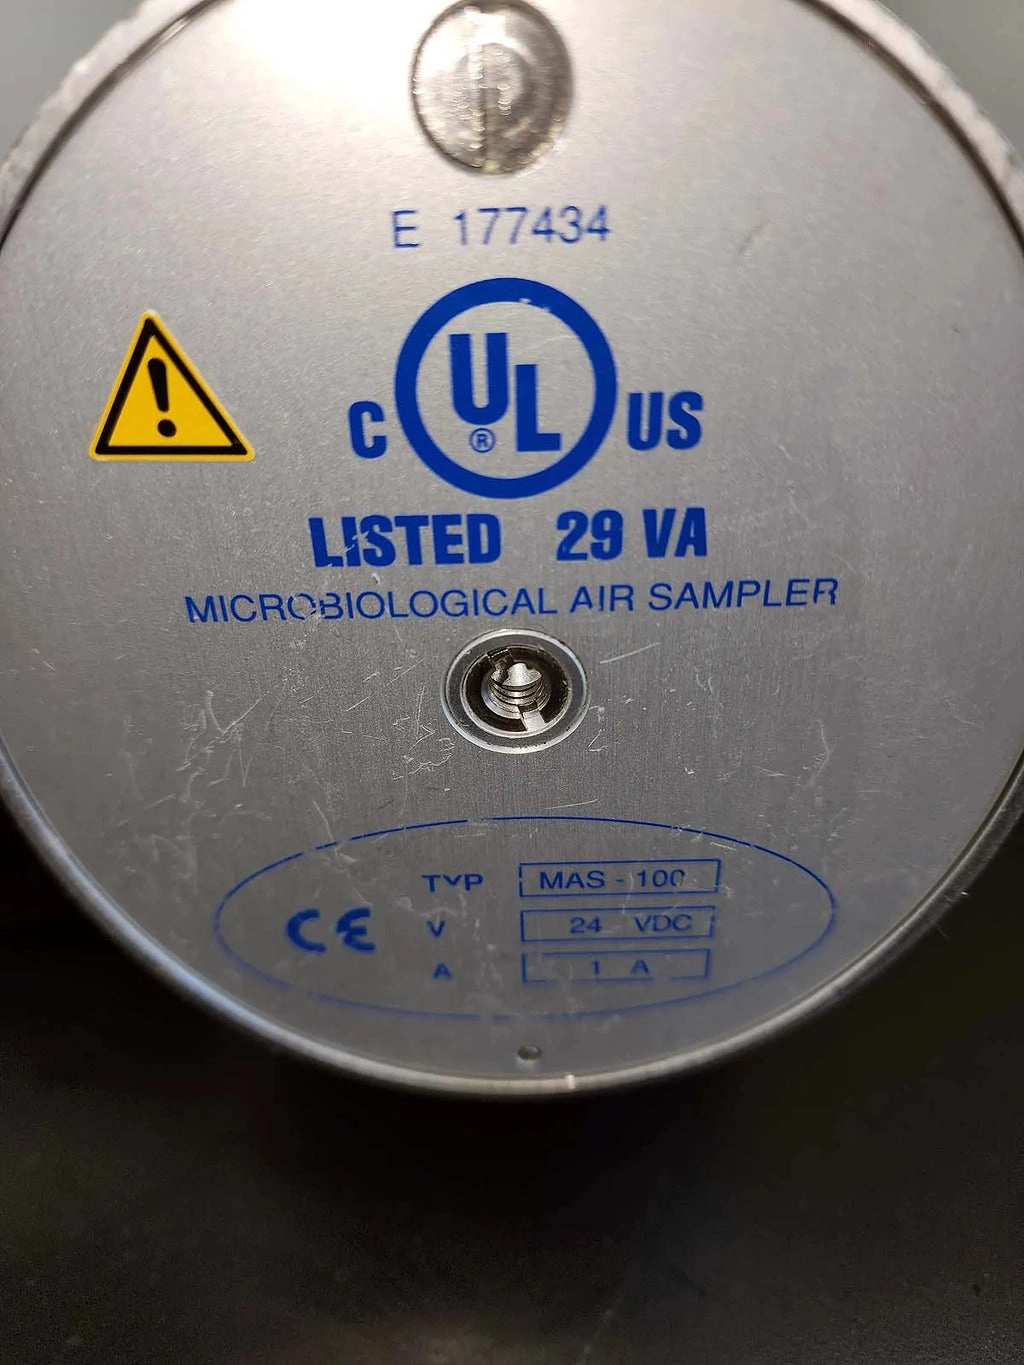 E 177434
C UL® US
LISTED 29 VA
MICROBIOLOGICAL AIR SAMPLER
TYP MAS - 100
CE V 24 VDC
A 1 A